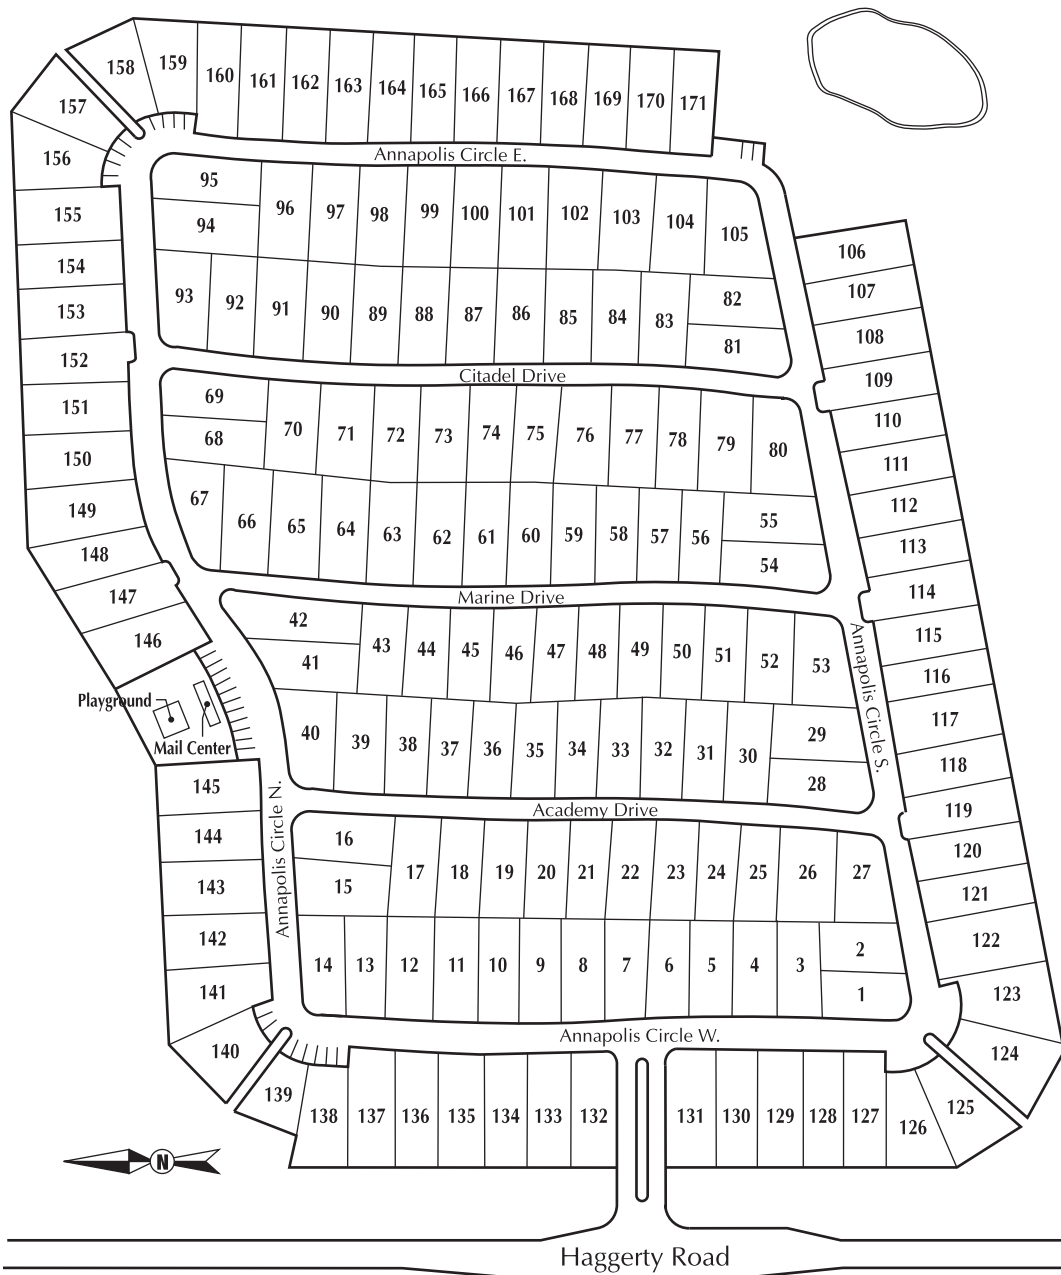 158 159 160 161 162 163 164 165 166 167 168 169 170 171
157
156
Annapolis Circle E.
155
154
153
152
151
150
149
148
147
146
95
94
96 97 98 99 100 101 102 103 104 105
93 92 91 90 89 88 87 86 85 84 83
82
81
Citadel Drive
69
68
70 71 72 73 74 75 76 77 78 79 80
67 66 65 64 63 62 61 60 59 58 57 56
55
54
Marine Drive
42
41
43 44 45 46 47 48 49 50 51 52 53
40 39 38 37 36 35 34 33 32 31 30
29
28
Academy Drive
16
15
17 18 19 20 21 22 23 24 25 26 27
14 13 12 11 10 9 8 7 6 5 4 3
2
1
Annapolis Circle W.
106
107
108
109
110
111
112
113
114
115
116
117
118
119
120
121
122
123
124
125
126
Annapolis Circle S.
Playground
Mail Center
Annapolis Circle N.
145
144
143
142
141
140
139
138 137 136 135 134 133 132 131 130 129 128 127
N
Haggerty Road